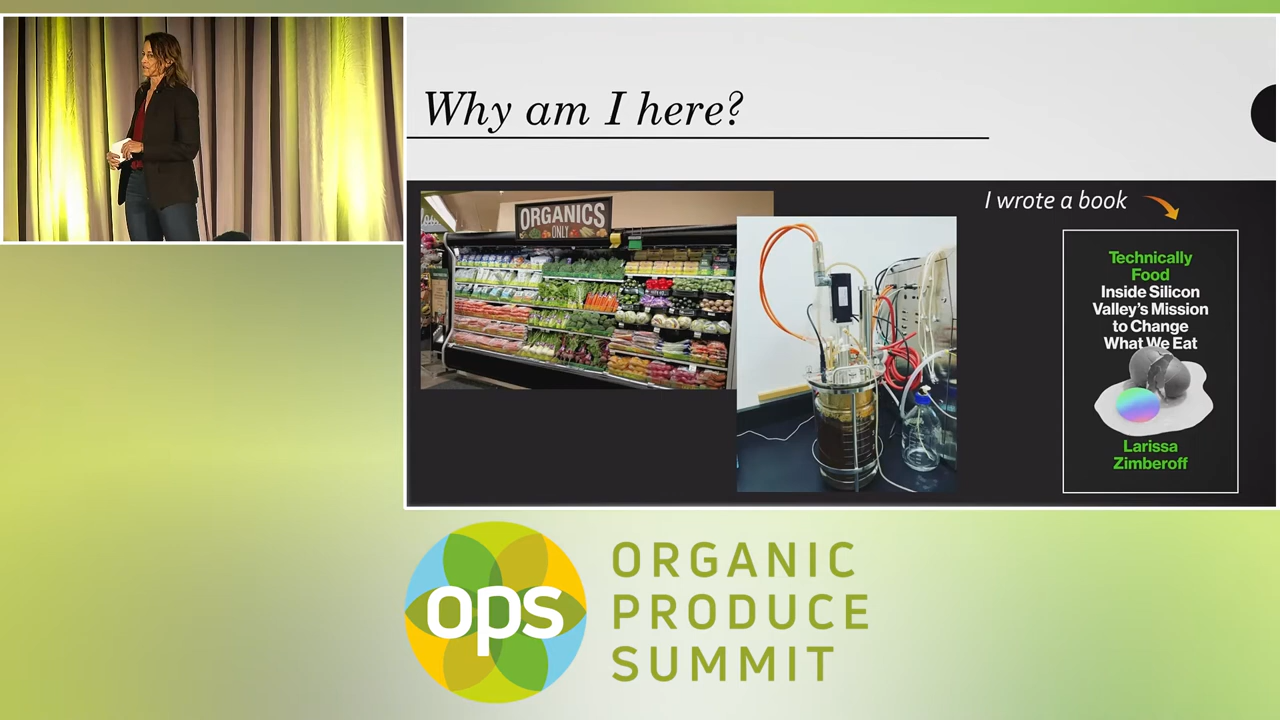 Why am I here?
I wrote a book
ORGANICS
ONLY
Technically
Food
Inside Silicon
Valley's Mission
to Change
What We Eat
Larissa
Zimberoff
ops
ORGANIC
PRODUCE
SUMMIT